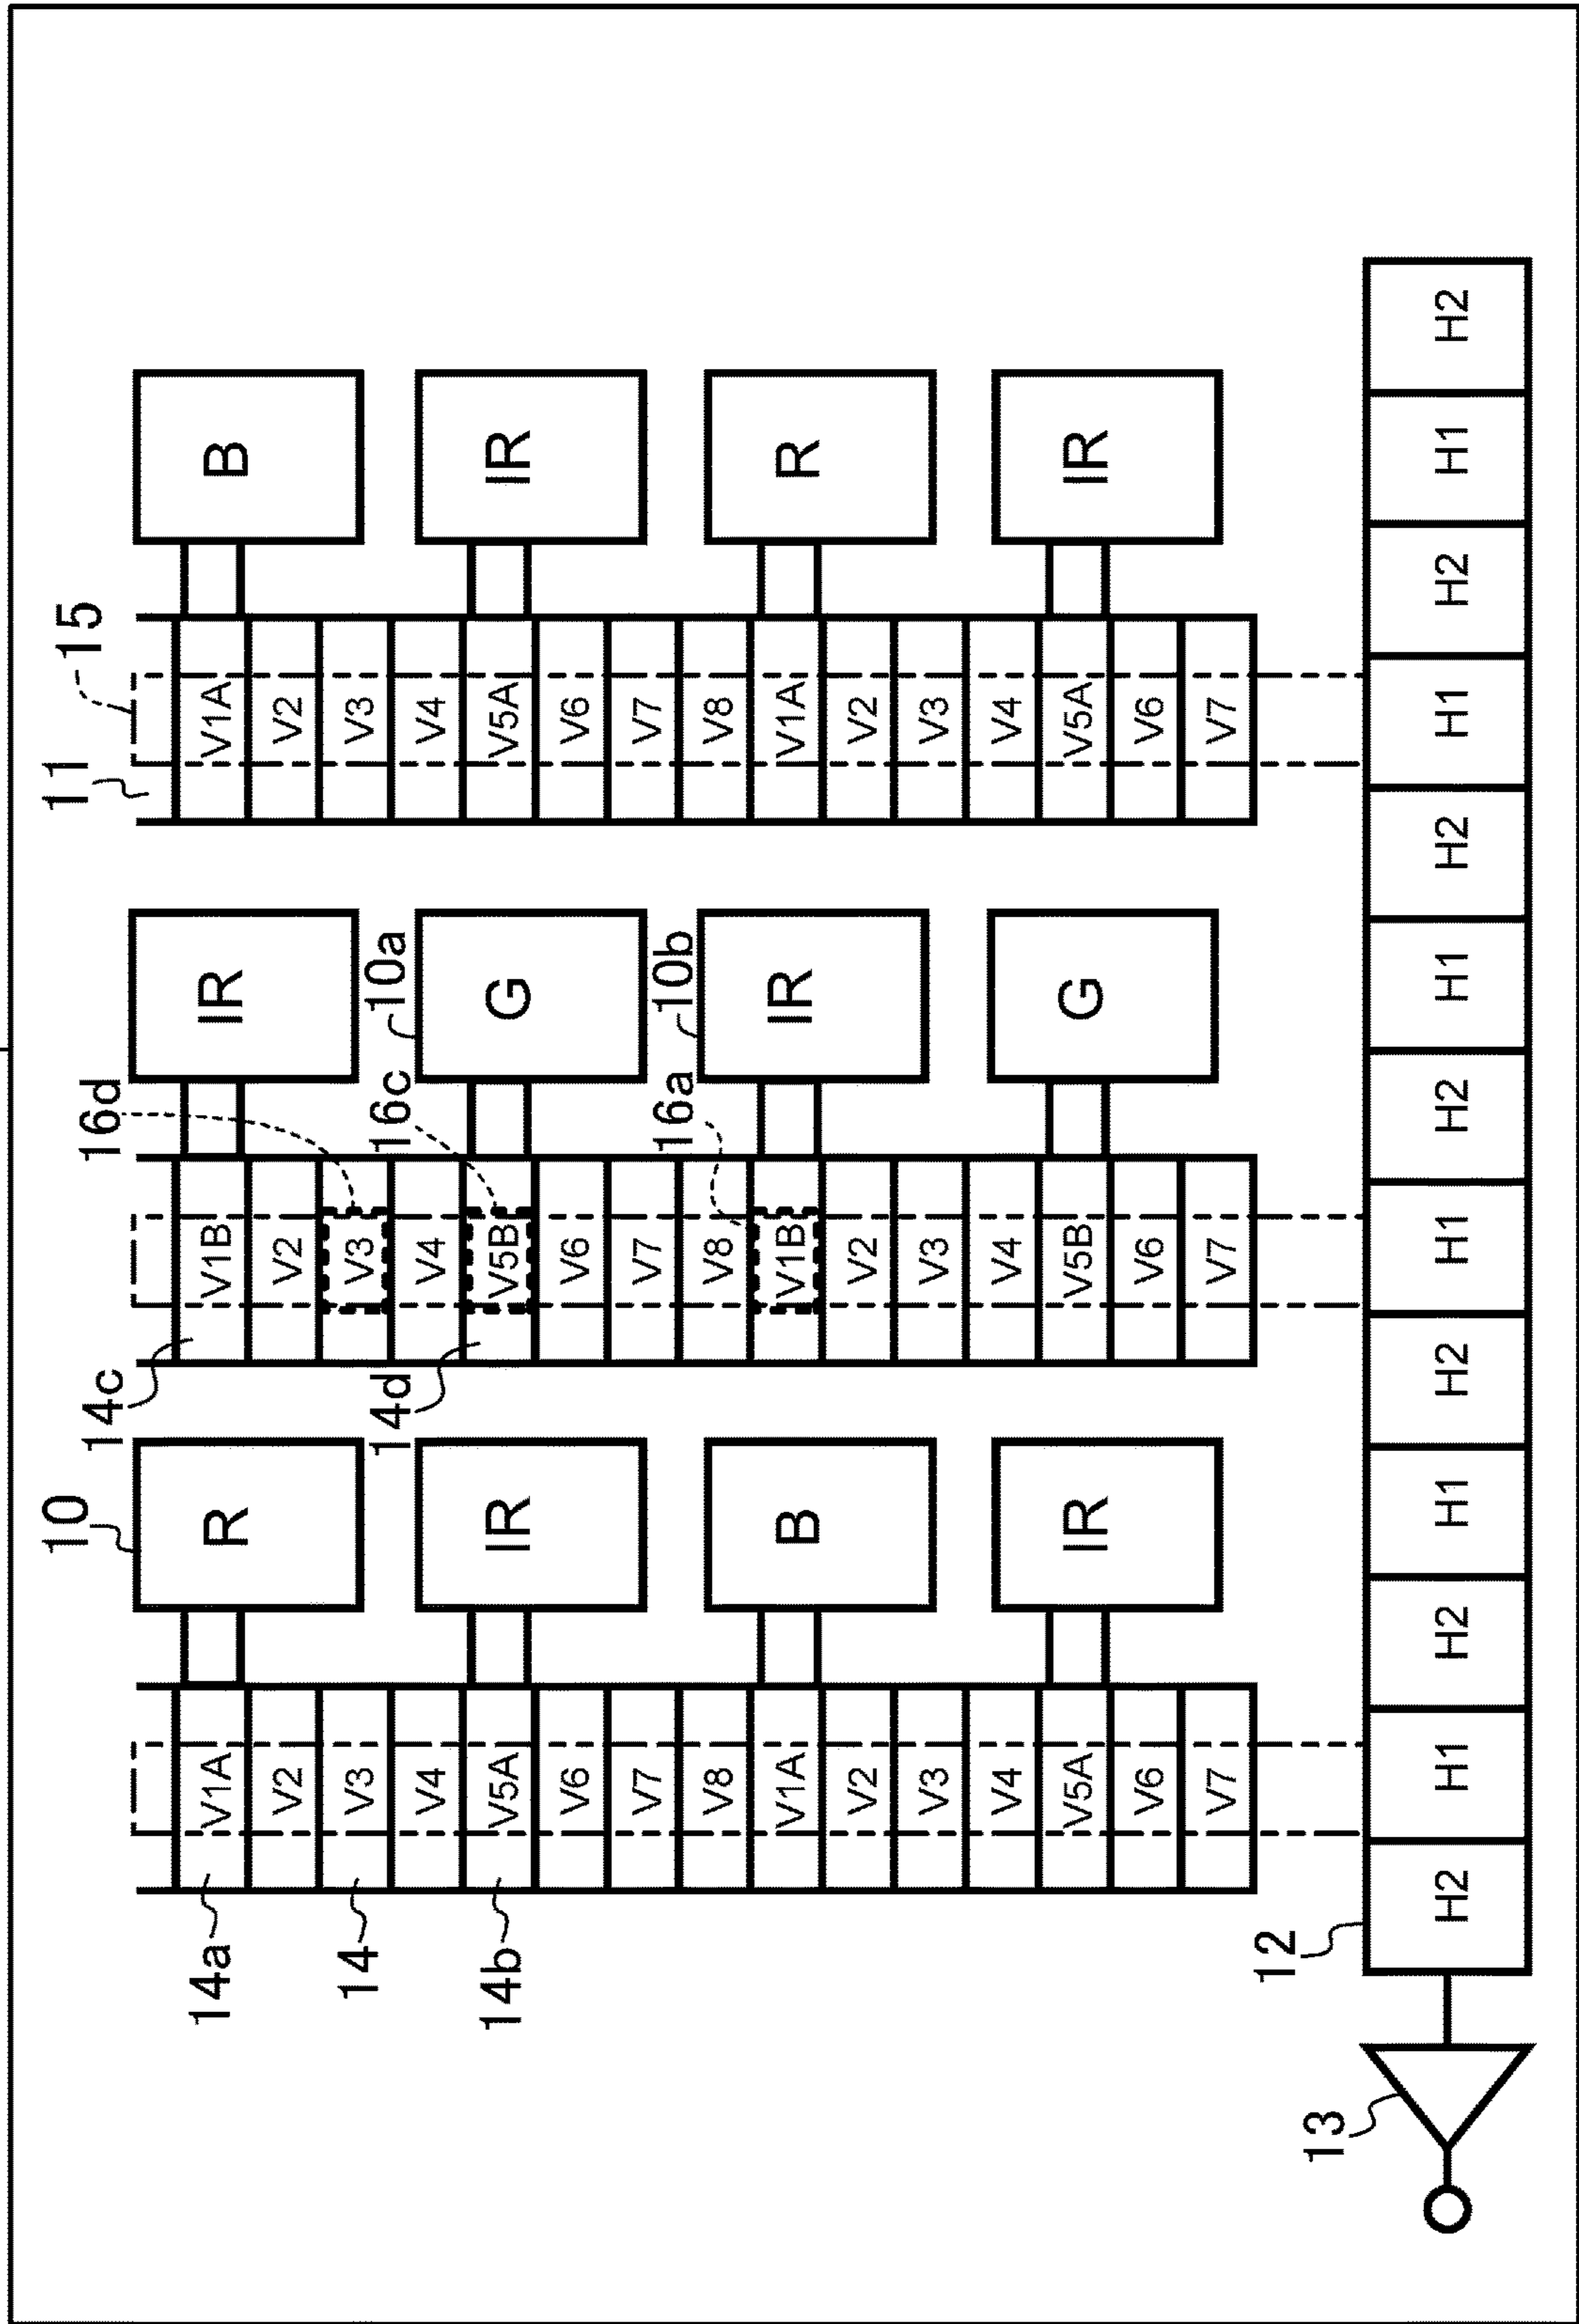 10 11 15
14c 16d
14a V1A R V1B IR V1A B
V2 V2 V2
14 V3 V3 V3
14d 16c 10a
V4 V4 V4
14b V5A IR V5B G V5A IR
V6 V6 V6
V7 V7 V7
16a 10b
V8 V8 V8
V1A B V1B IR V1A R
V2 V2 V2
V3 V3 V3
V4 V4 V4
V5A IR V5B G V5A IR
V6 V6 V6
V7 V7 V7
12
13
H2 H1 H2 H1 H2 H1 H2 H1 H2 H1 H2 H1 H2